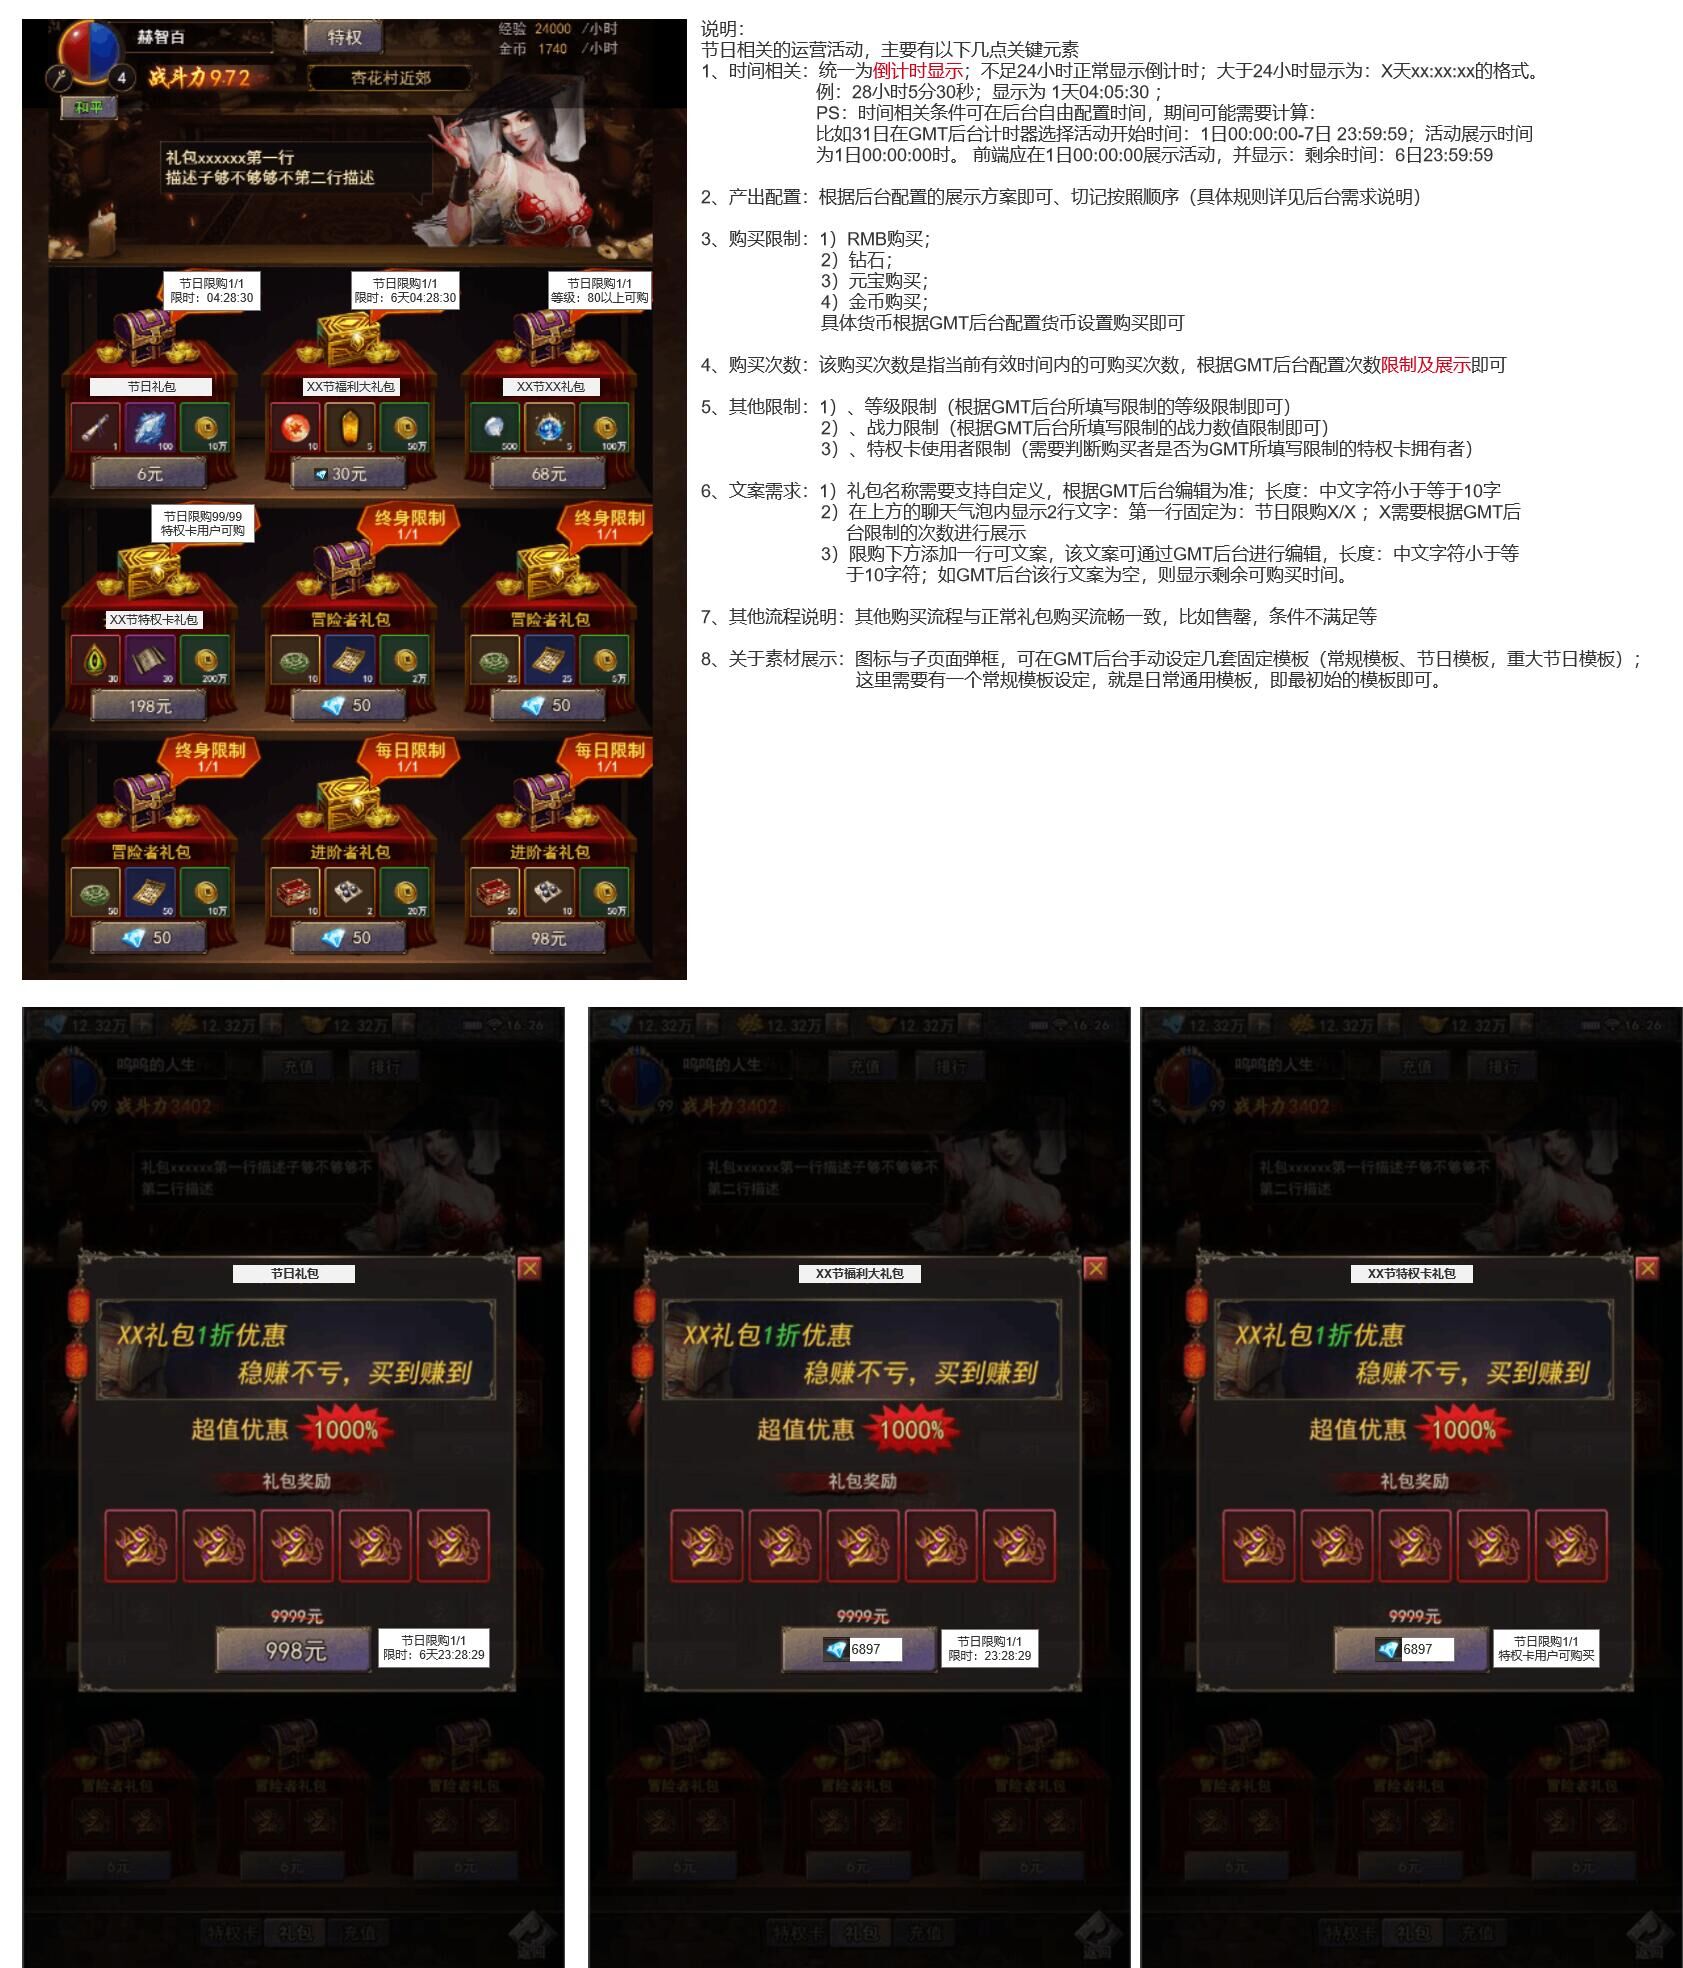 赫智白
特权
经验 24000 /小时
金币 1740 /小时
4
战斗力972
杏花村近郊
和平
礼包xxxxxx第一行
描述子够不够够不第二行描述
节日限购1/1
限时：04:28:30
节日限购1/1
限时：6天04:28:30
节日限购1/1
等级：80以上可购
节日礼包
XX节福利大礼包
XX节XX礼包
1 100 10万
10 5 50万
500 5 100万
6元
30元
68元
节日限购99/99
特权卡用户可购
终身限制
1/1
终身限制
1/1
XX节特权卡礼包
冒险者礼包
冒险者礼包
30 30 200万
10 10 2万
25 25 5万
198元
50
50
终身限制
1/1
每日限制
1/1
每日限制
1/1
冒险者礼包
进阶者礼包
进阶者礼包
50 50 10万
10 2 20万
50 10 50万
50
50
98元
说明：
节日相关的运营活动，主要有以下几点关键元素
1、时间相关：统一为倒计时显示；不足24小时正常显示倒计时；大于24小时显示为：X天xx:xx:xx的格式。
例：28小时5分30秒；显示为 1天04:05:30；
PS：时间相关条件可在后台自由配置时间，期间可能需要计算：
比如31日在GMT后台计时器选择活动开始时间：1日00:00:00-7日 23:59:59；活动展示时间
为1日00:00:00时。 前端应在1日00:00:00展示活动，并显示：剩余时间：6日23:59:59
2、产出配置：根据后台配置的展示方案即可、切记按照顺序（具体规则详见后台需求说明）
3、购买限制：1）RMB购买；
2）钻石；
3）元宝购买；
4）金币购买；
具体货币根据GMT后台配置货币设置购买即可
4、购买次数：该购买次数是指当前有效时间内的可购买次数，根据GMT后台配置次数限制及展示即可
5、其他限制：1）、等级限制（根据GMT后台所填写限制的等级限制即可）
2）、战力限制（根据GMT后台所填写限制的战力数值限制即可）
3）、特权卡使用者限制（需要判断购买者是否为GMT所填写限制的特权卡拥有者）
6、文案需求：1）礼包名称需要支持自定义，根据GMT后台编辑为准；长度：中文字符小于等于10字
2）在上方的聊天气泡内显示2行文字：第一行固定为：节日限购X/X ；X需要根据GMT后
台限制的次数进行展示
3）限购下方添加一行可文案，该文案可通过GMT后台进行编辑，长度：中文字符小于等
于10字符；如GMT后台该行文案为空，则显示剩余可购买时间。
7、其他流程说明：其他购买流程与正常礼包购买流畅一致，比如售罄，条件不满足等
8、关于素材展示：图标与子页面弹框，可在GMT后台手动设定几套固定模板（常规模板、节日模板，重大节日模板）；
这里需要有一个常规模板设定，就是日常通用模板，即最初始的模板即可。
12.32万 12.32万 12.32万 16:26
呜呜的人生
充值 排行
99 战斗力3402
礼包xxxxxx第一行描述子够不够够不
第二行描述
节日礼包
XX礼包1折优惠
稳赚不亏，买到赚到
超值优惠 1000%
礼包奖励
9999元
998元
节日限购1/1
限时：6天23:28:29
冒险者礼包 冒险者礼包 冒险者礼包
6元 6元 6元
特权卡 礼包 充值
返回
12.32万 12.32万 12.32万 16:26
呜呜的人生
充值 排行
99 战斗力3402
礼包xxxxxx第一行描述子够不够够不
第二行描述
XX节福利大礼包
XX礼包1折优惠
稳赚不亏，买到赚到
超值优惠 1000%
礼包奖励
9999元
6897
节日限购1/1
限时：23:28:29
冒险者礼包 冒险者礼包 冒险者礼包
6元 6元 6元
特权卡 礼包 充值
返回
12.32万 12.32万 12.32万 16:26
呜呜的人生
充值 排行
99 战斗力3402
礼包xxxxxx第一行描述子够不够够不
第二行描述
XX节特权卡礼包
XX礼包1折优惠
稳赚不亏，买到赚到
超值优惠 1000%
礼包奖励
9999元
6897
节日限购1/1
特权卡用户可购买
冒险者礼包 冒险者礼包 冒险者礼包
6元 6元 6元
特权卡 礼包 充值
返回